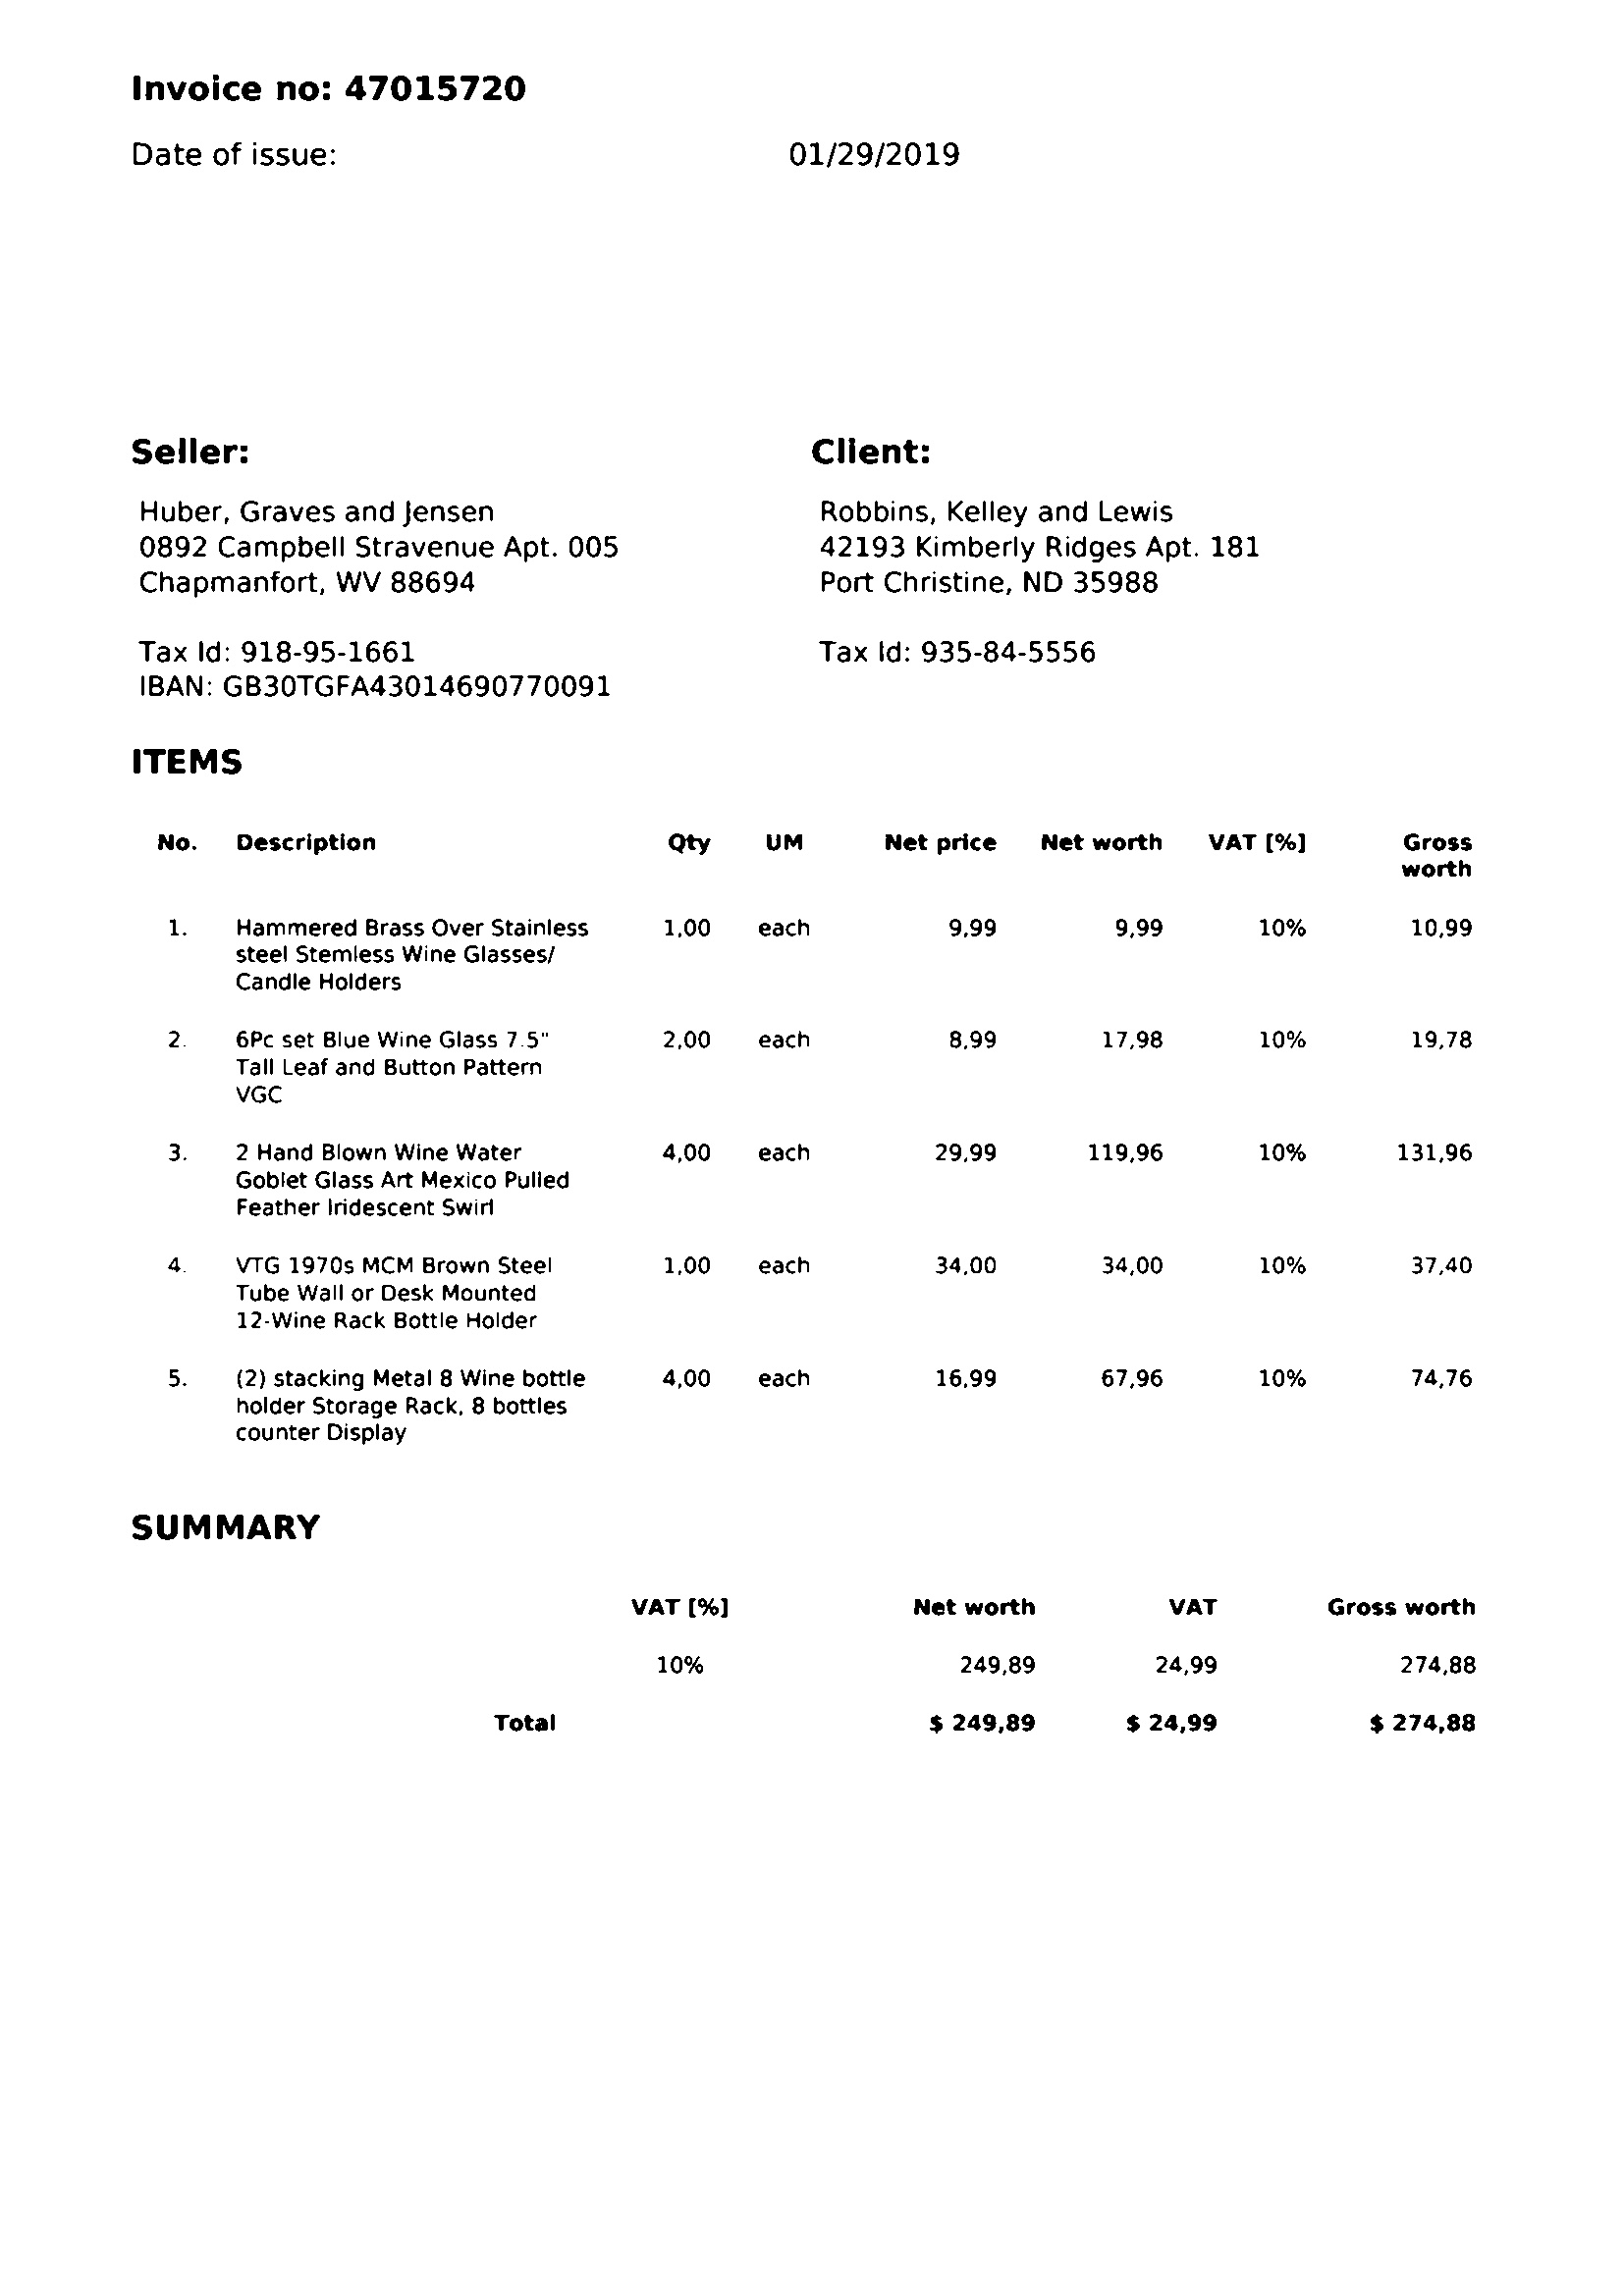 Invoice no: 47015720
Date of issue: 01/29/2019
Seller: Client:
Huber, Graves and Jensen Robbins, Kelley and Lewis
0892 Campbell Stravenue Apt. 005 42193 Kimberly Ridges Apt. 181
Chapmanfort, WV 88694 Port Christine, ND 35988
Tax Id: 918-95-1661 Tax Id: 935-84-5556
IBAN: GB30TGFA43014690770091
ITEMS
No. Description Qty UM Net price Net worth VAT [%] Gross
worth
1. Hammered Brass Over Stainless 1,00 each 9,99 9,99 10% 10,99
steel Stemless Wine Glasses/
Candle Holders
2. 6Pc set Blue Wine Glass 7.5" 2,00 each 8,99 17,98 10% 19,78
Tall Leaf and Button Pattern
VGC
3. 2 Hand Blown Wine Water 4,00 each 29,99 119,96 10% 131,96
Goblet Glass Art Mexico Pulled
Feather Iridescent Swirl
4. VTG 1970s MCM Brown Steel 1,00 each 34,00 34,00 10% 37,40
Tube Wall or Desk Mounted
12-Wine Rack Bottle Holder
5. (2) stacking Metal 8 Wine bottle 4,00 each 16,99 67,96 10% 74,76
holder Storage Rack, 8 bottles
counter Display
SUMMARY
VAT [%] Net worth VAT Gross worth
10% 249,89 24,99 274,88
Total $ 249,89 $ 24,99 $ 274,88